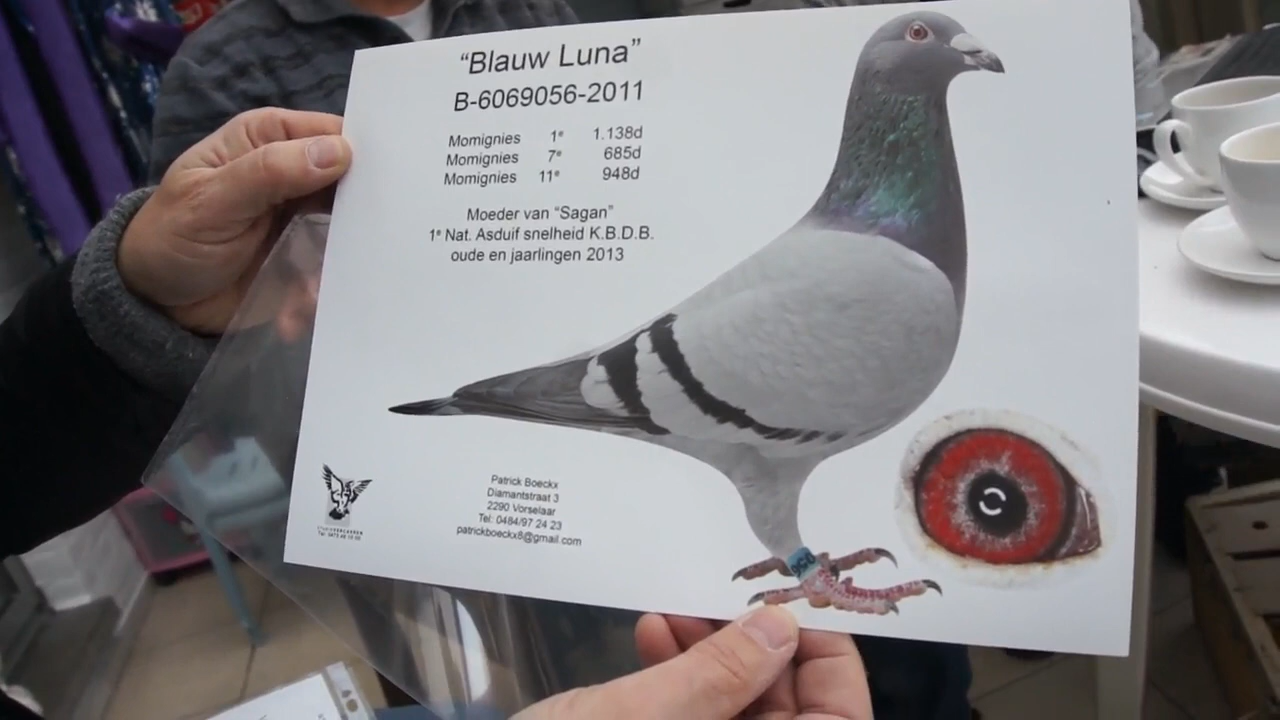 “Blauw Luna”
B-6069056-2011
Momignies 1e 1.138d
Momignies 7e 685d
Momignies 11e 948d
Moeder van “Sagan”
1e Nat. Asduif snelheid K.B.D.B.
oude en jaarlingen 2013
Patrick Boeckx
Diamantstraat 3
2290 Vorselaar
Tel: 0484/97 24 23
patrickboeckx8@gmail.com
056